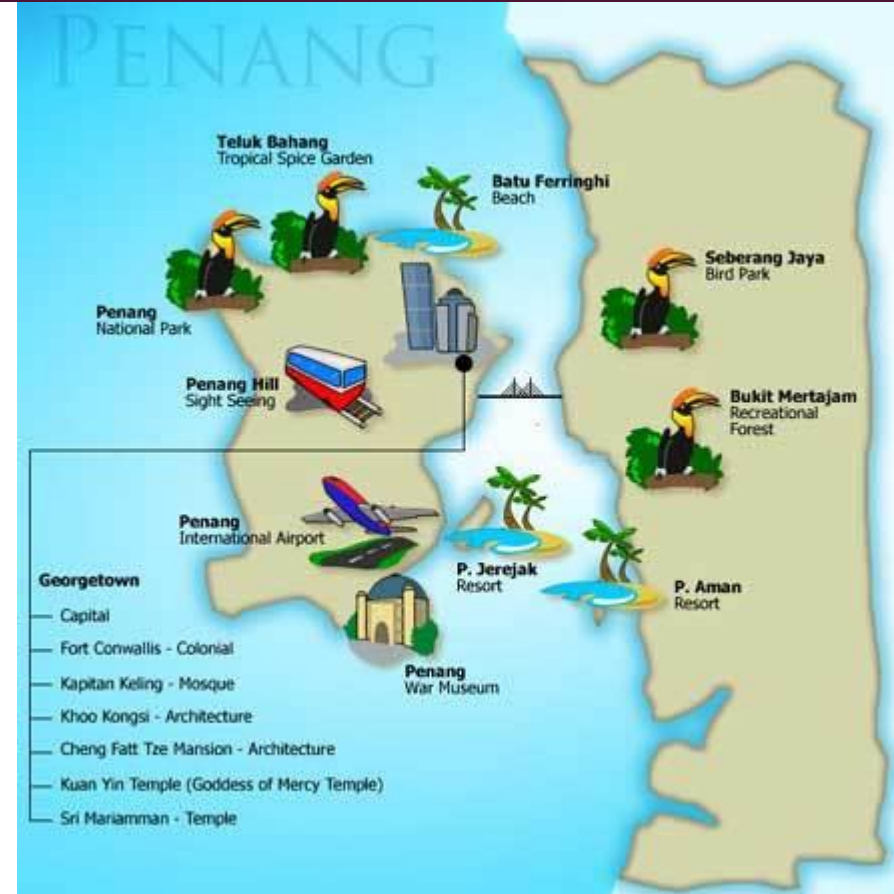 PENANG
Teluk Bahang
Tropical Spice Garden
Batu Ferringhi
Beach
Seberang Jaya
Bird Park
Penang
National Park
Penang Hill
Sight Seeing
Bukit Mertajam
Recreational
Forest
Penang
International Airport
P. Jerejak
Resort
P. Aman
Resort
Penang
War Museum
Georgetown
Capital
Fort Conwallis - Colonial
Kapitan Keling - Mosque
Khoo Kongsi - Architecture
Cheng Fatt Tze Mansion - Architecture
Kuan Yin Temple (Goddess of Mercy Temple)
Sri Mariamman - Temple